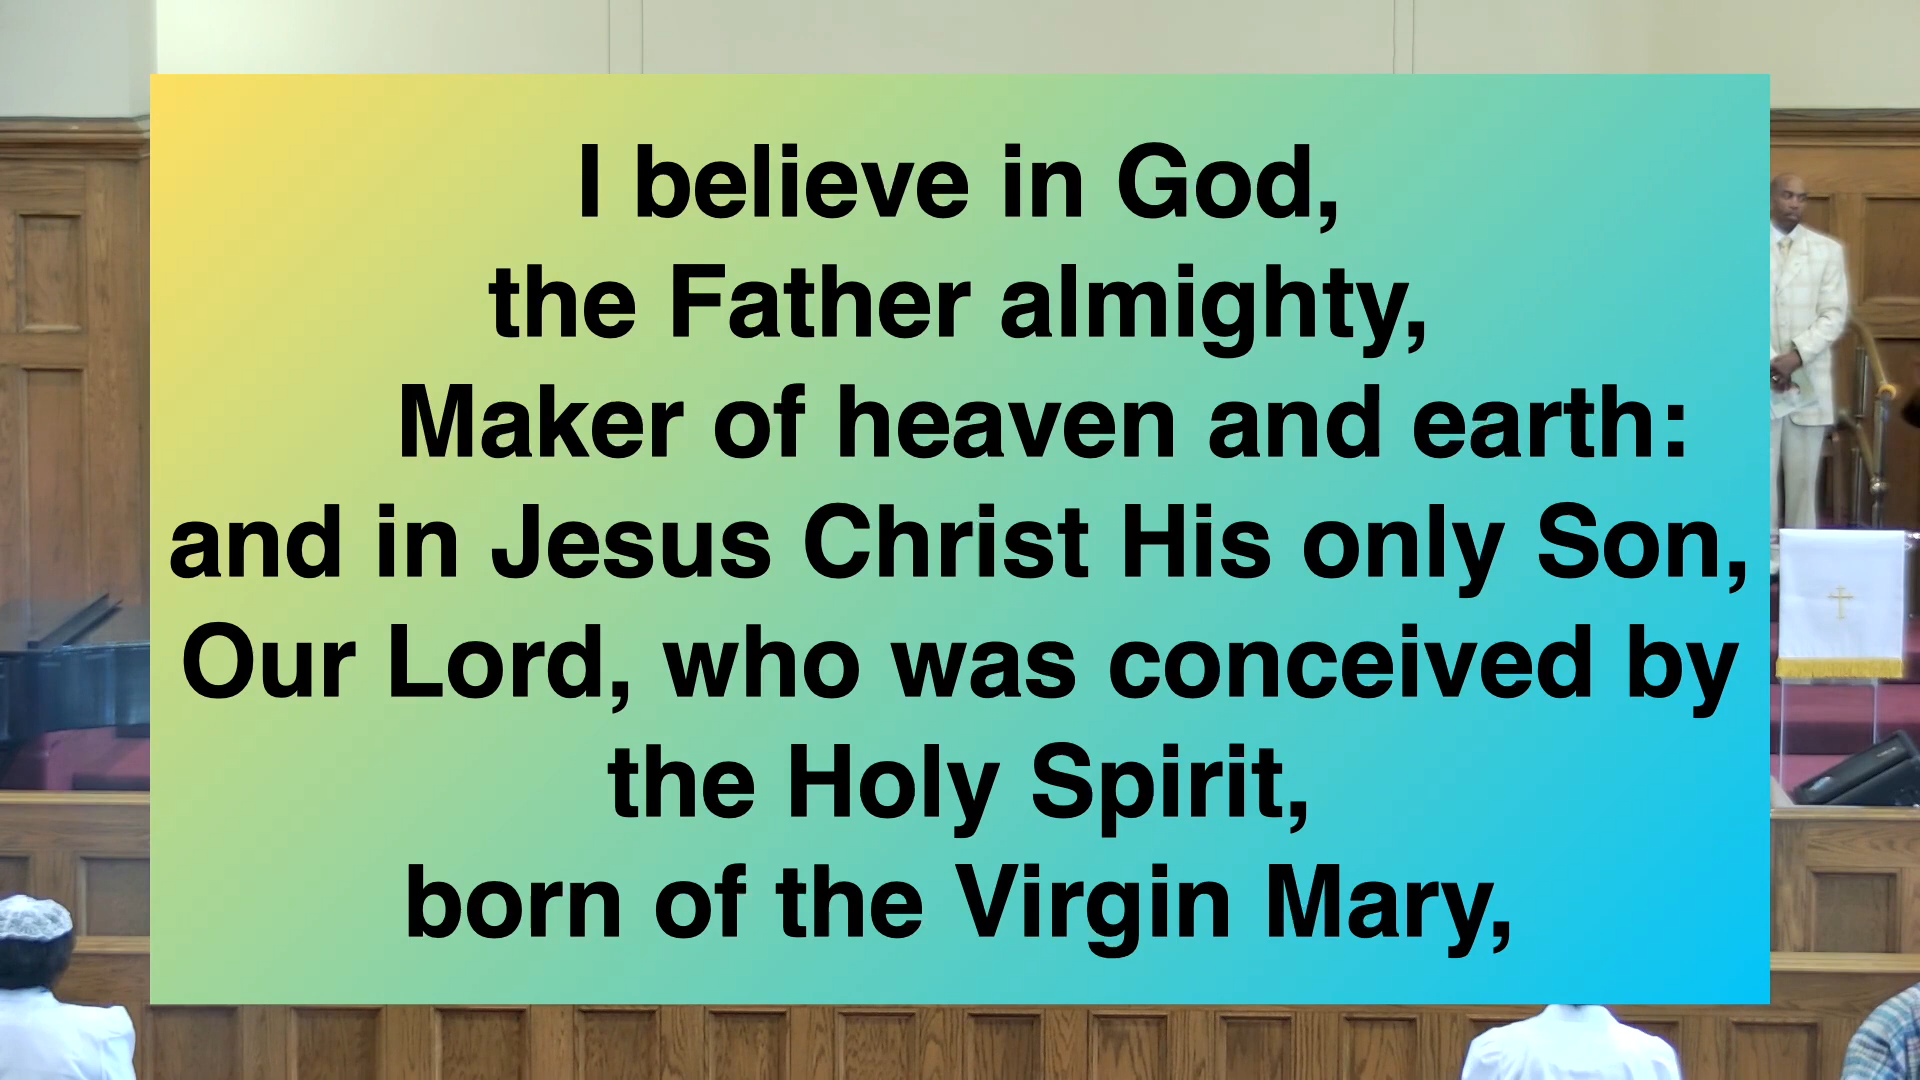 I believe in God,
the Father almighty,
Maker of heaven and earth:
and in Jesus Christ His only Son,
Our Lord, who was conceived by
the Holy Spirit,
born of the Virgin Mary,